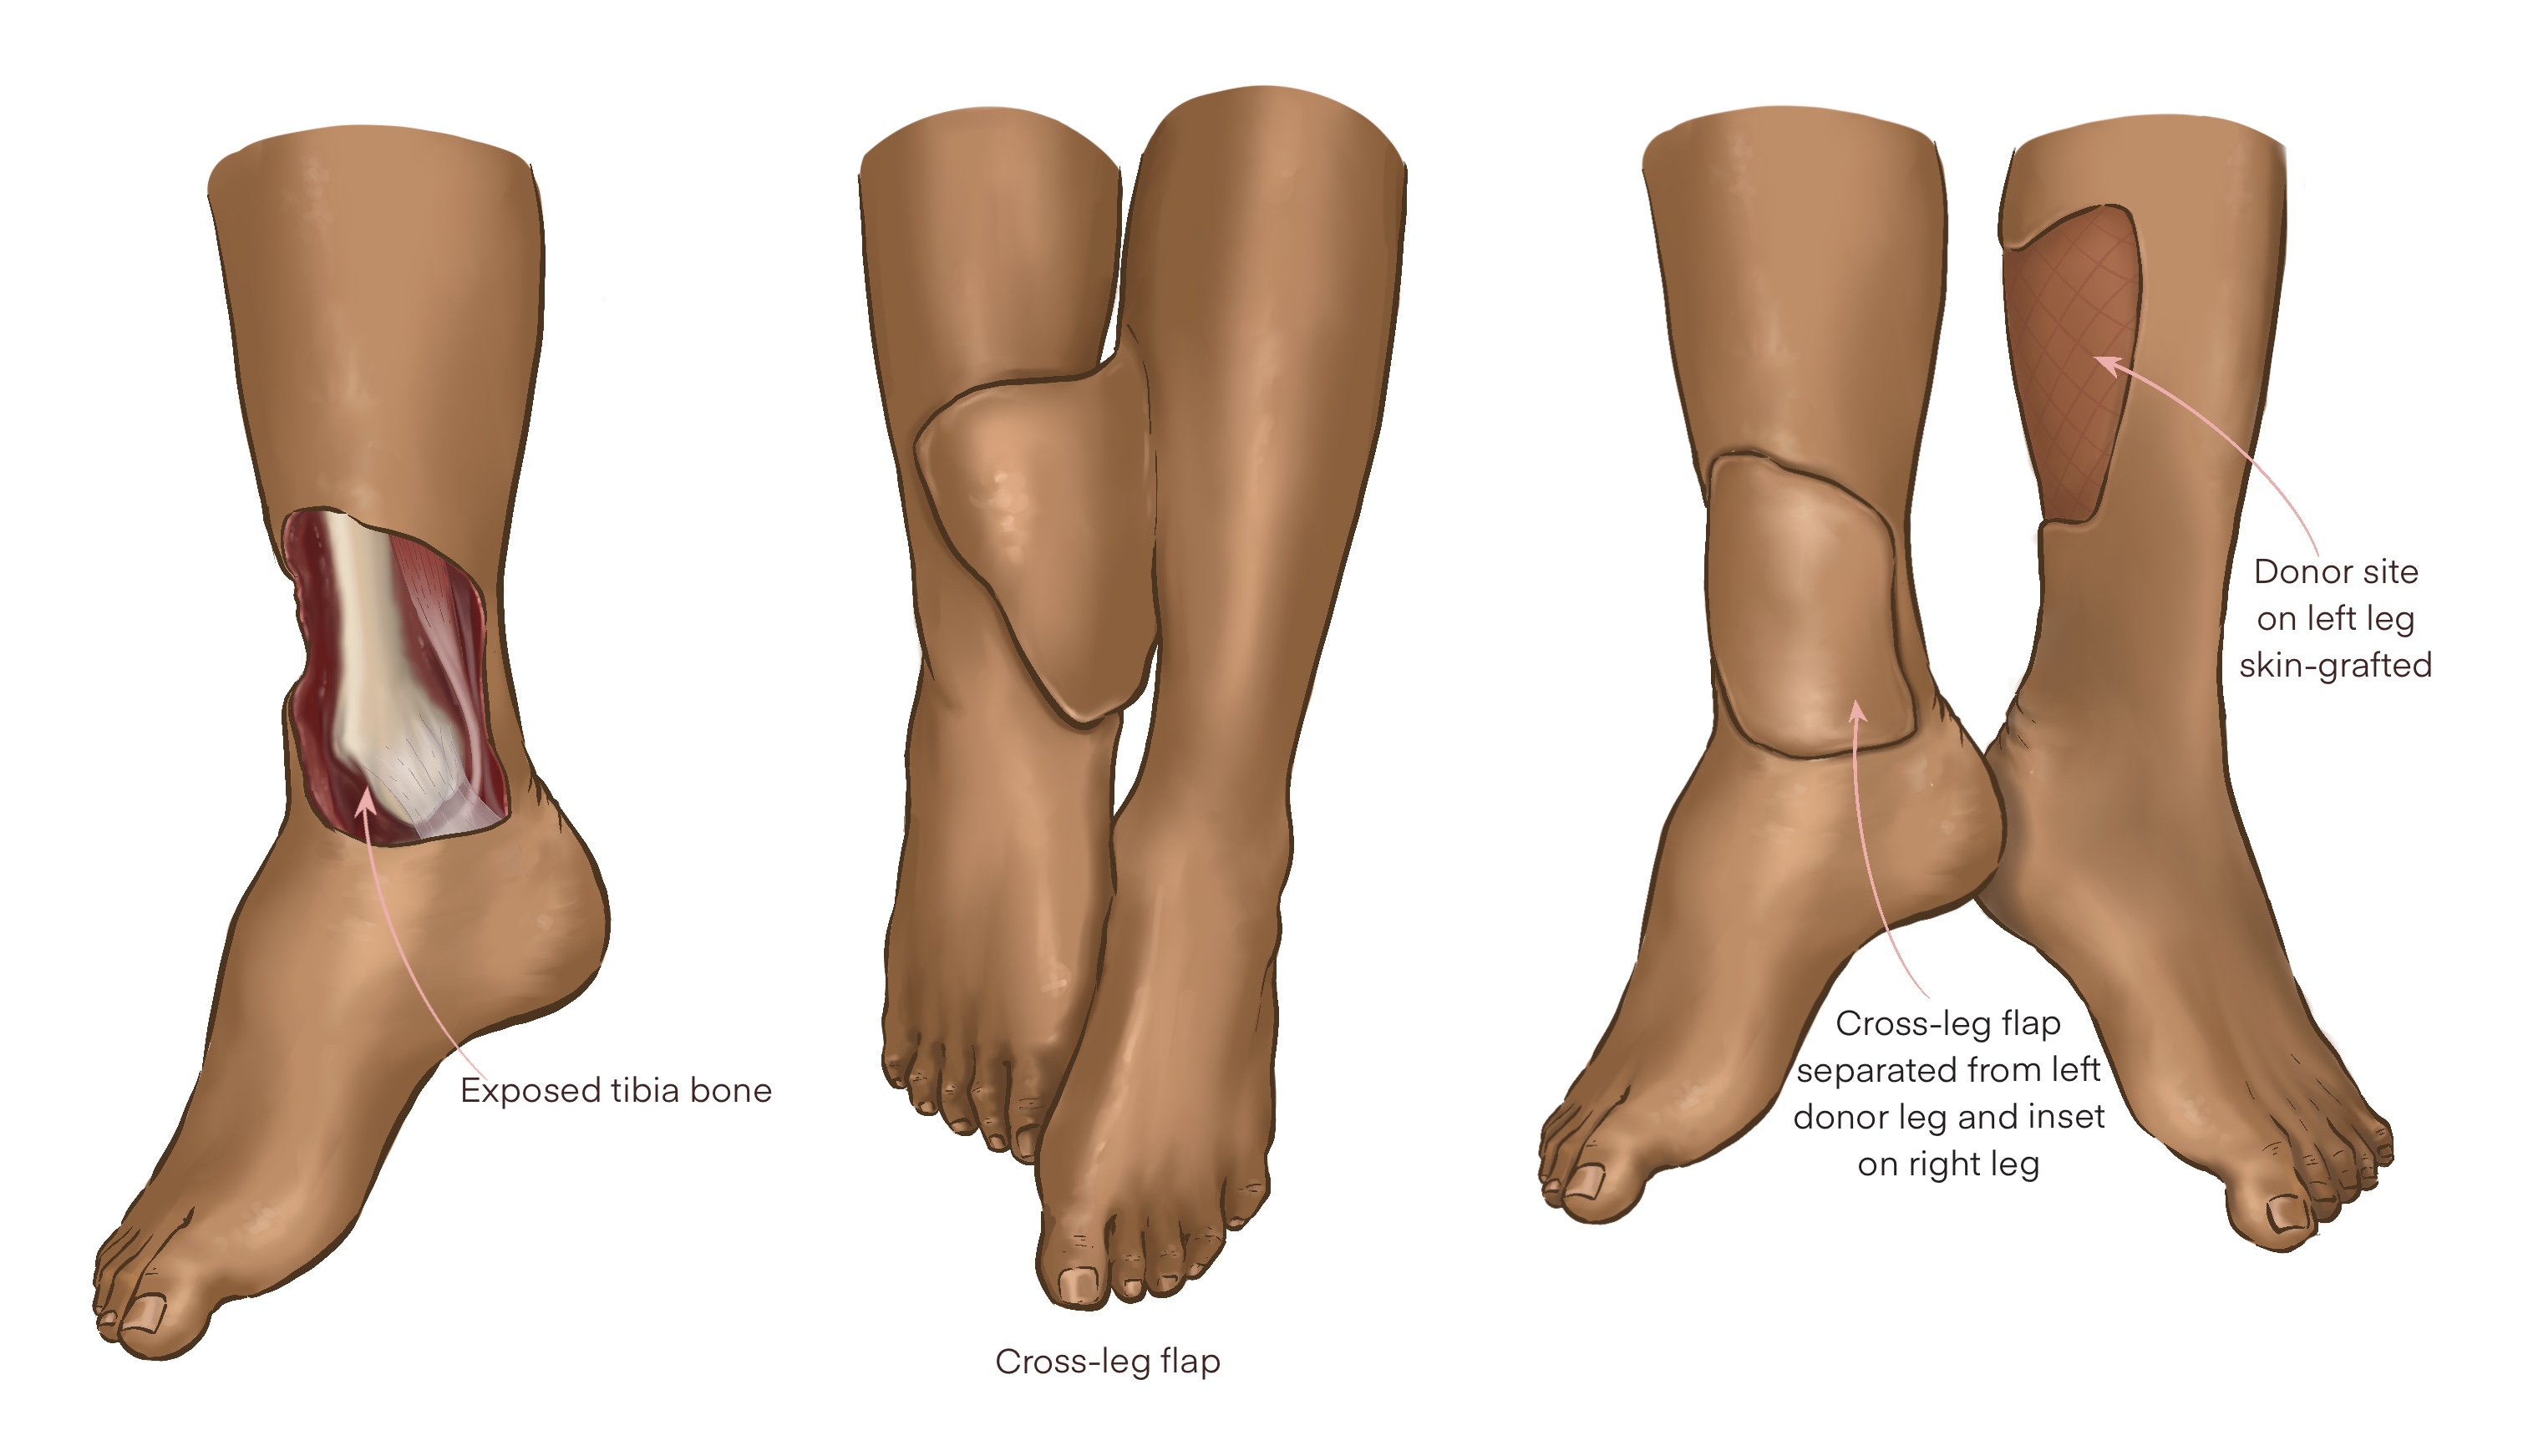 Exposed tibia bone
Cross-leg flap
Cross-leg flap
separated from left
donor leg and inset
on right leg
Donor site
on left leg
skin-grafted